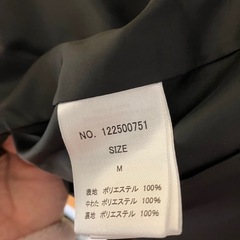 NO. 122500751
SIZE
M
表地 ポリエステル 100%
中わた ポリエステル 100%
裏地 ポリエステル 100%